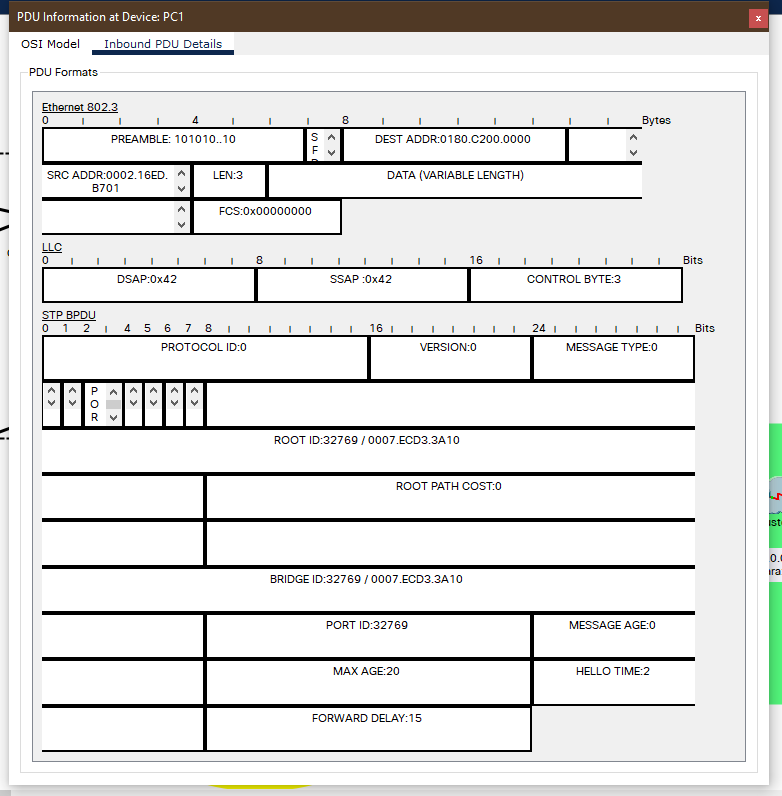 PDU Information at Device: PC1
x
OSI Model Inbound PDU Details
PDU Formats
Ethernet 802.3
0 4 8 Bytes
PREAMBLE: 101010..10
S
F
DEST ADDR:0180.C200.0000
SRC ADDR:0002.16ED.
B701
LEN:3
DATA (VARIABLE LENGTH)
FCS:0x00000000
LLC
0 8 16 Bits
DSAP:0x42 SSAP :0x42 CONTROL BYTE:3
STP BPDU
0 1 2 4 5 6 7 8 16 24 Bits
PROTOCOL ID:0 VERSION:0 MESSAGE TYPE:0
P
O
R
ROOT ID:32769 / 0007.ECD3.3A10
ROOT PATH COST:0
BRIDGE ID:32769 / 0007.ECD3.3A10
PORT ID:32769 MESSAGE AGE:0
MAX AGE:20 HELLO TIME:2
FORWARD DELAY:15